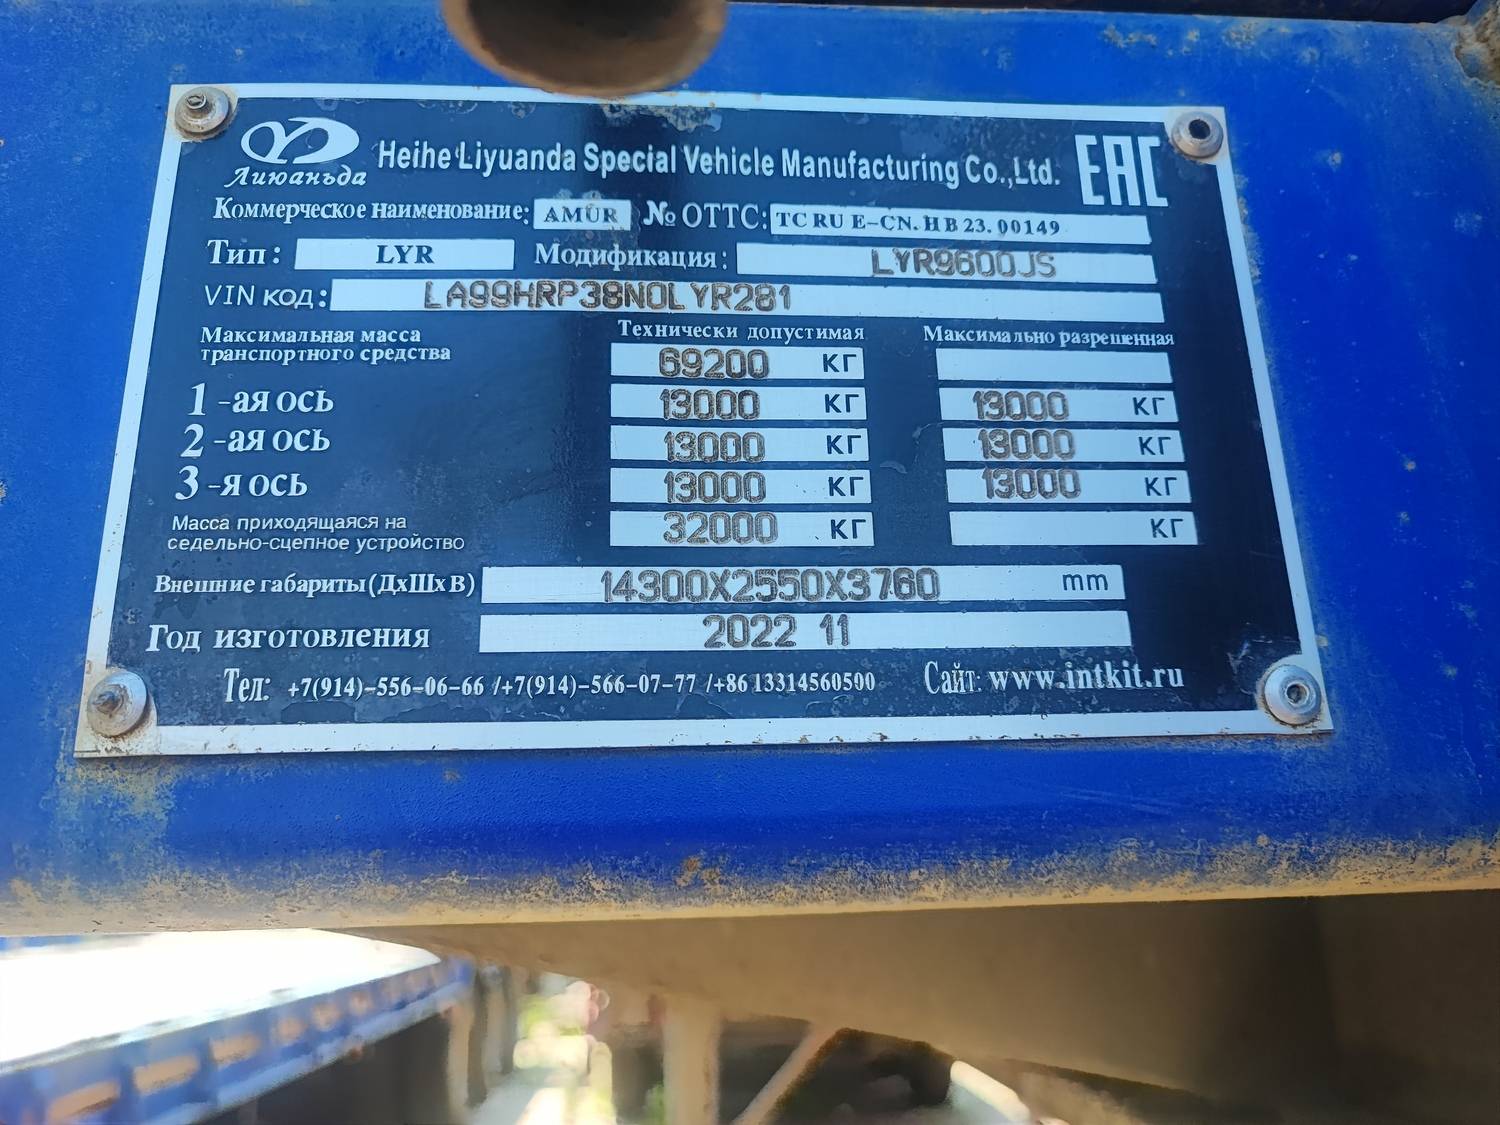 Лиюаньда
Heihe Liyuanda Special Vehicle Manufacturing Co.,Ltd.
EAC
Коммерческое наименование: AMUR № ОТТС: TC RU E-CN. HB23.00149
Тип: LYR Модификация: LYR9600JS
VIN код: LA99HRP38N0LYR281
Максимальная масса транспортного средства Технически допустимая Максимально разрешенная
69200 КГ
1 -ая ось 13000 КГ 13000 КГ
2 -ая ось 13000 КГ 13000 КГ
3 -я ось 13000 КГ 13000 КГ
Масса приходящаяся на
седельно-сцепное устройство 32000 КГ КГ
Внешние габариты(ДхШхВ) 14300X2550X3760 mm
Год изготовления 2022 11
Тел: +7(914)-556-06-66 /+7(914)-566-07-77 /+86 13314560500 Сайт: www.intkit.ru